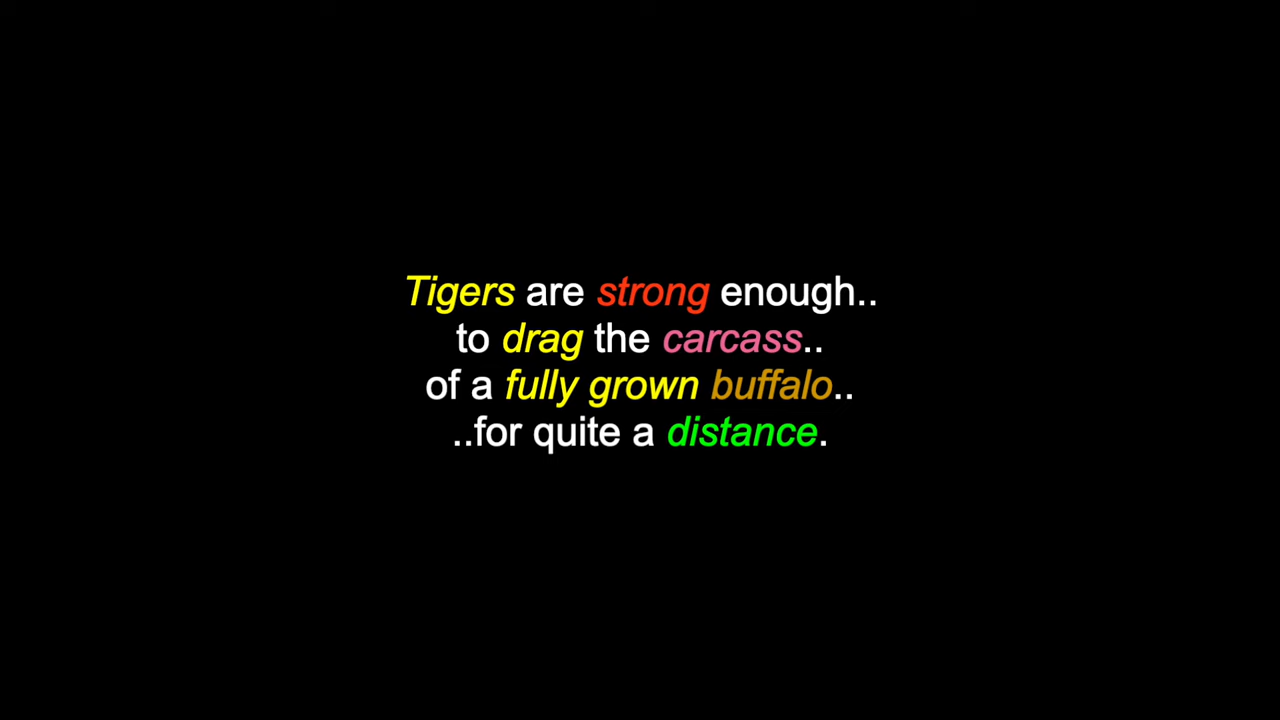 Tigers are strong enough..
to drag the carcass..
of a fully grown buffalo..
..for quite a distance.